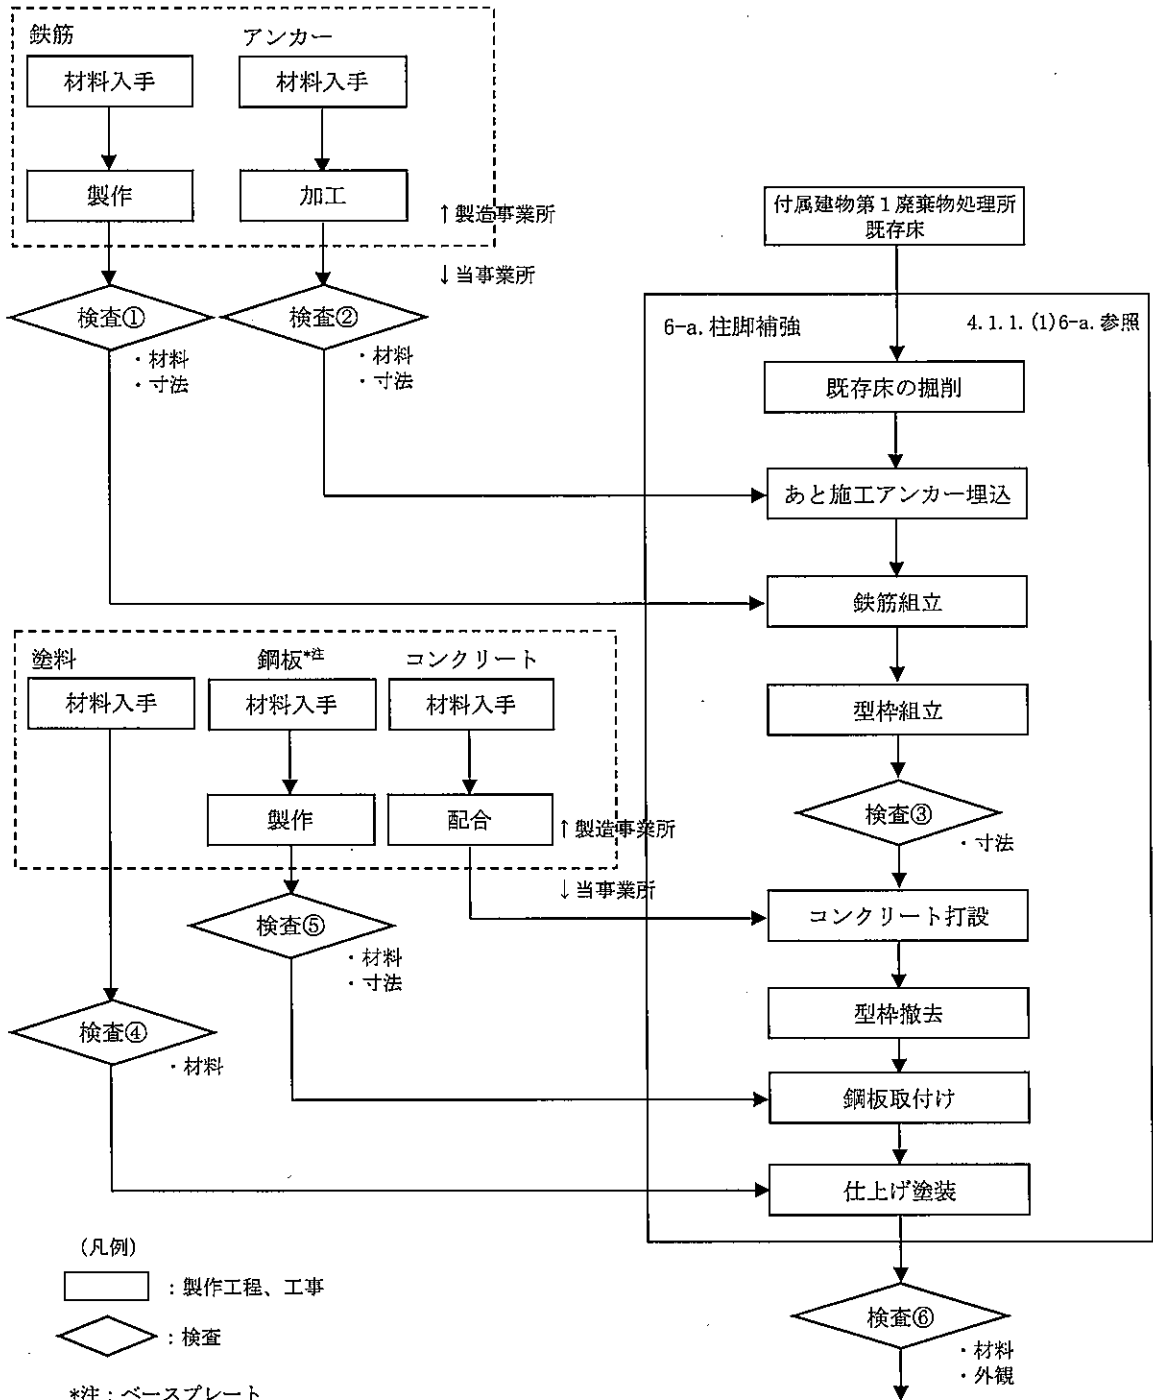 鉄筋
アンカー
材料入手
材料入手
製作
加工
↑製造事業所
↓当事業所
検査①
・材料
・寸法
検査②
・材料
・寸法
付属建物第1廃棄物処理所
既存床
6-a.柱脚補強
4.1.1.(1)6-a.参照
既存床の掘削
あと施工アンカー埋込
鉄筋組立
型枠組立
検査③
・寸法
コンクリート打設
型枠撤去
鋼板取付け
仕上げ塗装
検査⑥
・材料
・外観
塗料
鋼板*注
コンクリート
材料入手
材料入手
材料入手
製作
配合
↑製造事業所
↓当事業所
検査⑤
・材料
・寸法
検査④
・材料
(凡例)
：製作工程、工事
：検査
*注：ベースプレート